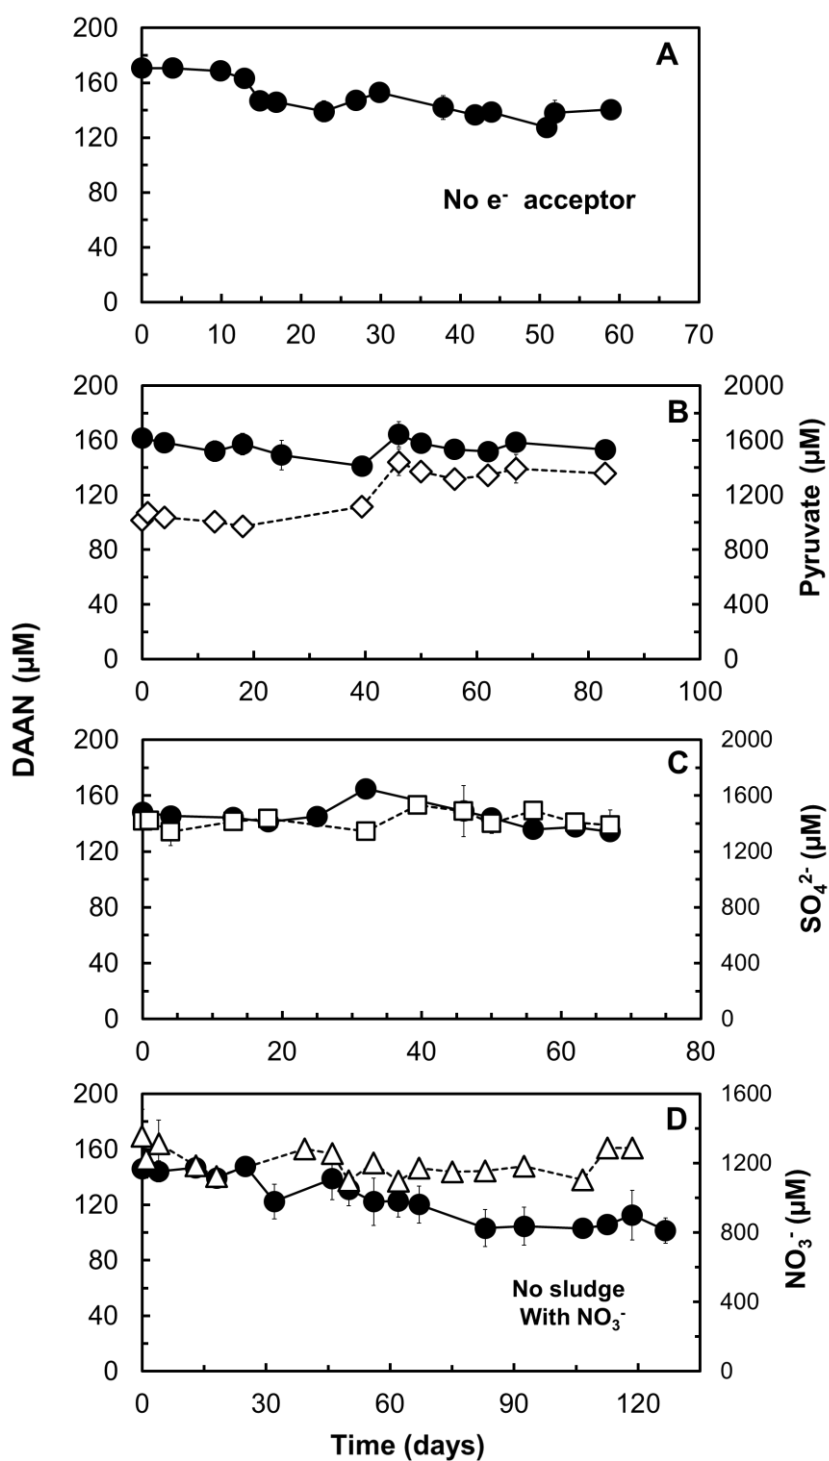 A
200
160
120
80
40
0
No e⁻ acceptor
0 10 20 30 40 50 60 70
B
200
160
120
80
40
0
2000
1600
1200
800
400
0
Pyruvate (µM)
0 20 40 60 80 100
DAAN (µM)
C
200
160
120
80
40
0
2000
1600
1200
800
400
0
SO₄²⁻ (µM)
0 20 40 60 80
D
200
160
120
80
40
0
1600
1200
800
400
0
NO₃⁻ (µM)
No sludge
With NO₃⁻
0 30 60 90 120
Time (days)